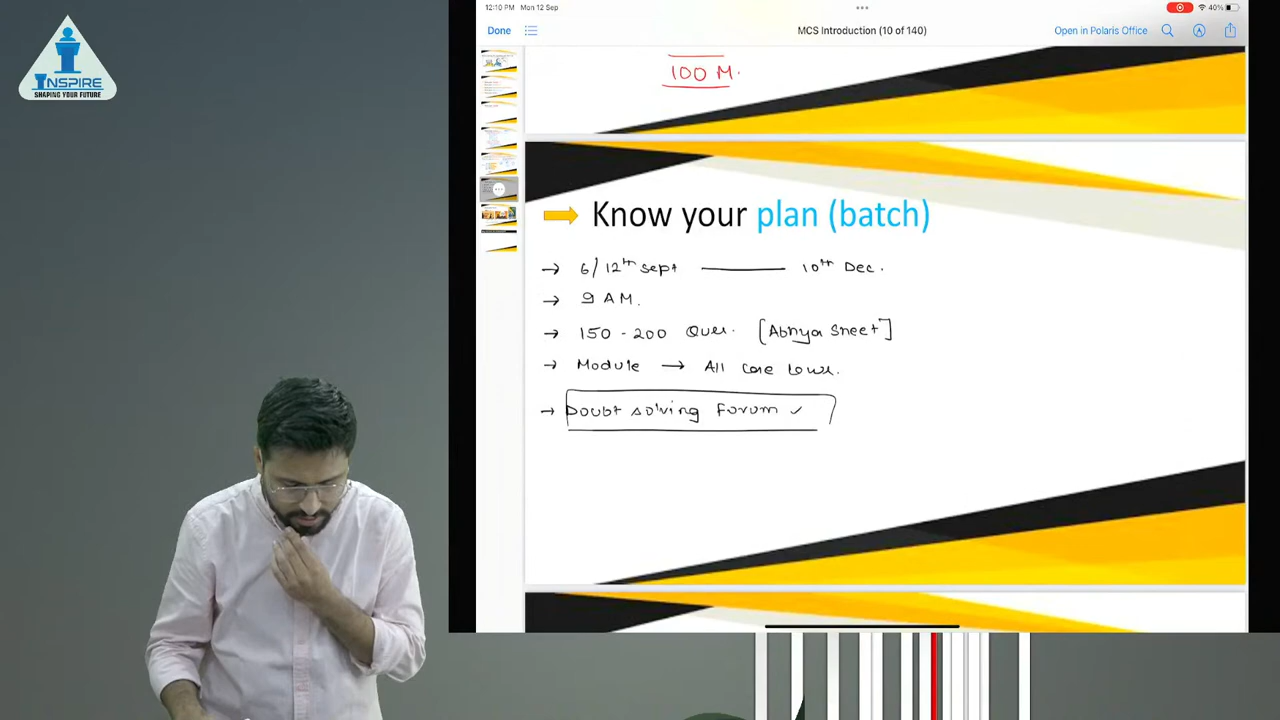 12:10 PM Mon 12 Sep
40%
INSPIRE
SHAPING YOUR FUTURE
Done
MCS Introduction (10 of 140)
Open in Polaris Office
100 M.
Know your plan (batch)
→ 6/12th Sept —— 10th Dec.
→ 9 AM.
→ 150 - 200 Ques. [Abhyas Sheet]
→ Module → All Case Laws.
→ Doubt solving Forum ✓